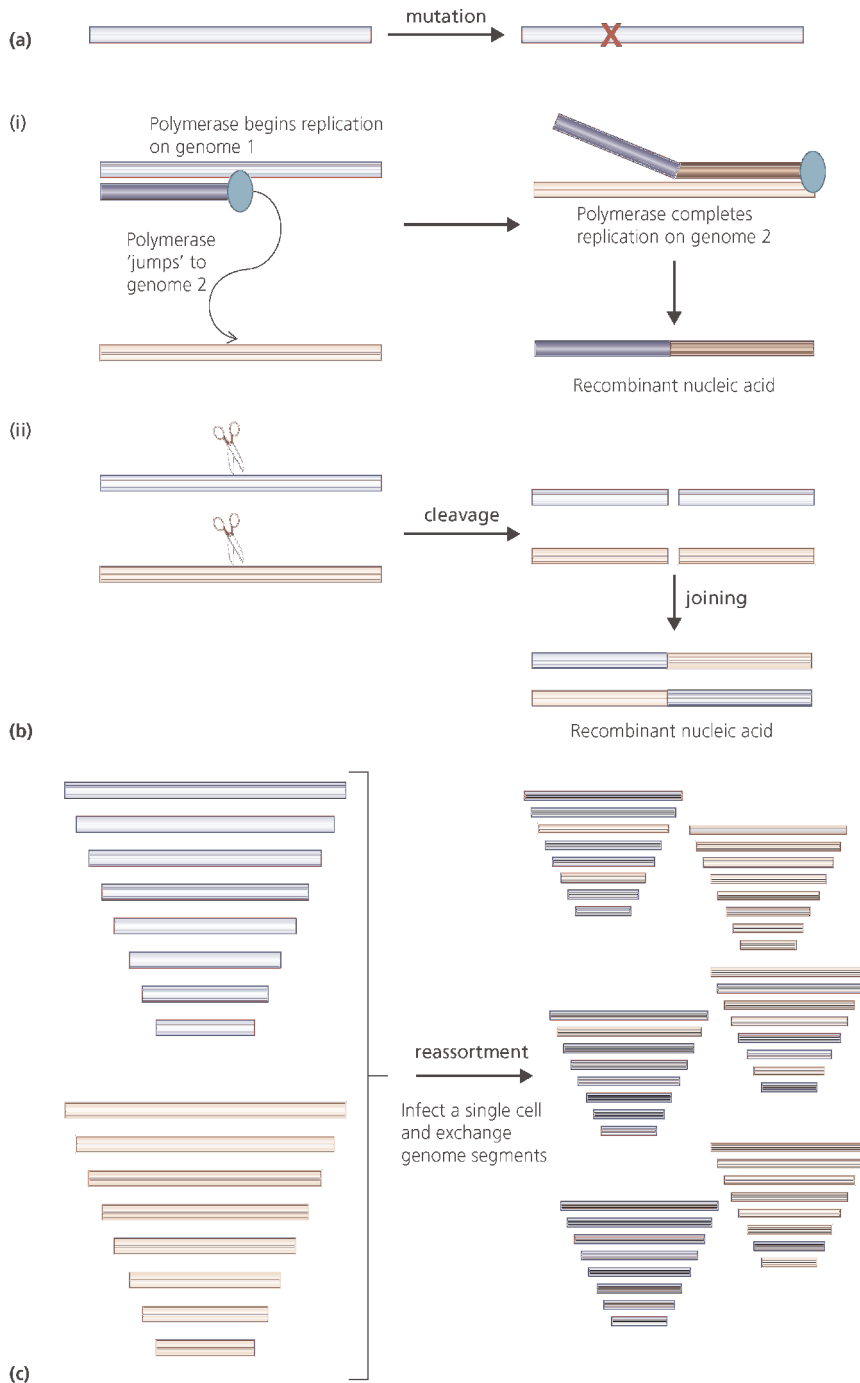 mutation
(a)
X
(i)
Polymerase begins replication
on genome 1
Polymerase
'jumps' to
genome 2
Polymerase completes
replication on genome 2
Recombinant nucleic acid
(ii)
cleavage
joining
Recombinant nucleic acid
(b)
reassortment
Infect a single cell
and exchange
genome segments
(c)